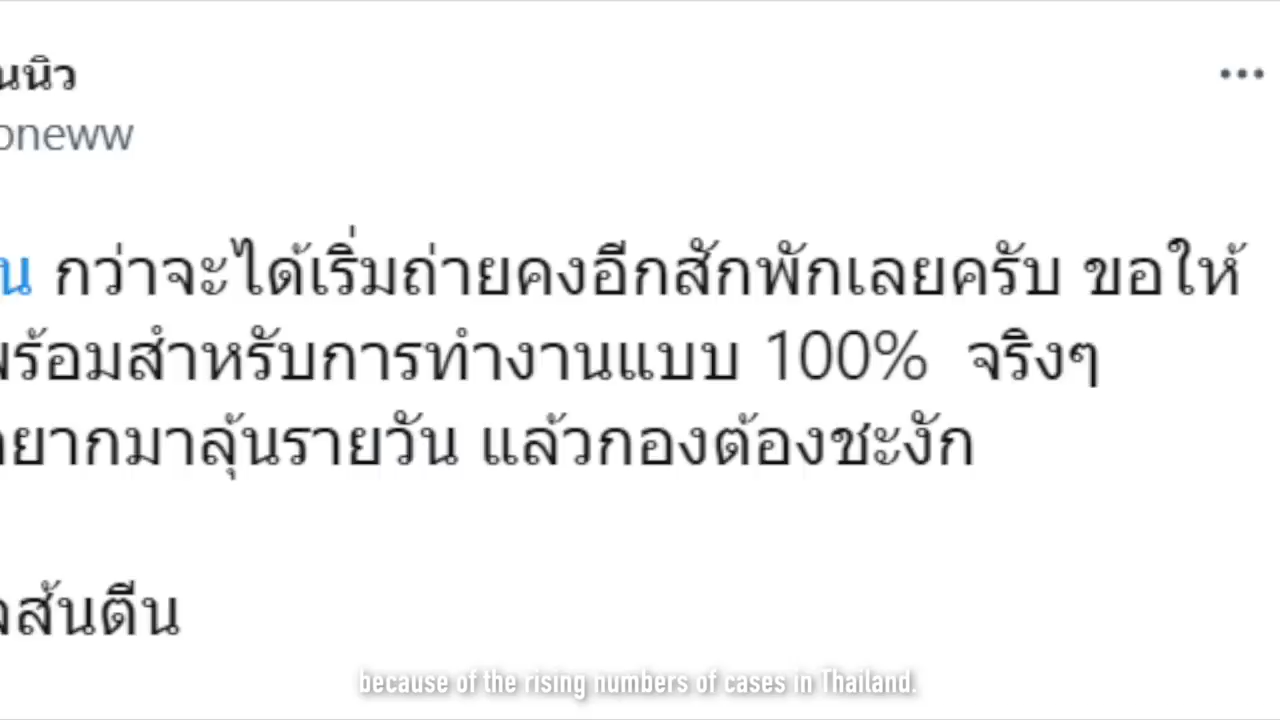 นนิว
oneww
น กว่าจะได้เริ่มถ่ายคงอีกสักพักเลยครับ ขอให้
พร้อมสำหรับการทำงานแบบ 100% จริงๆ
อยากมาลุ้นรายวัน แล้วกองต้องชะงัก
ส้นตีน
because of the rising numbers of cases in Thailand.